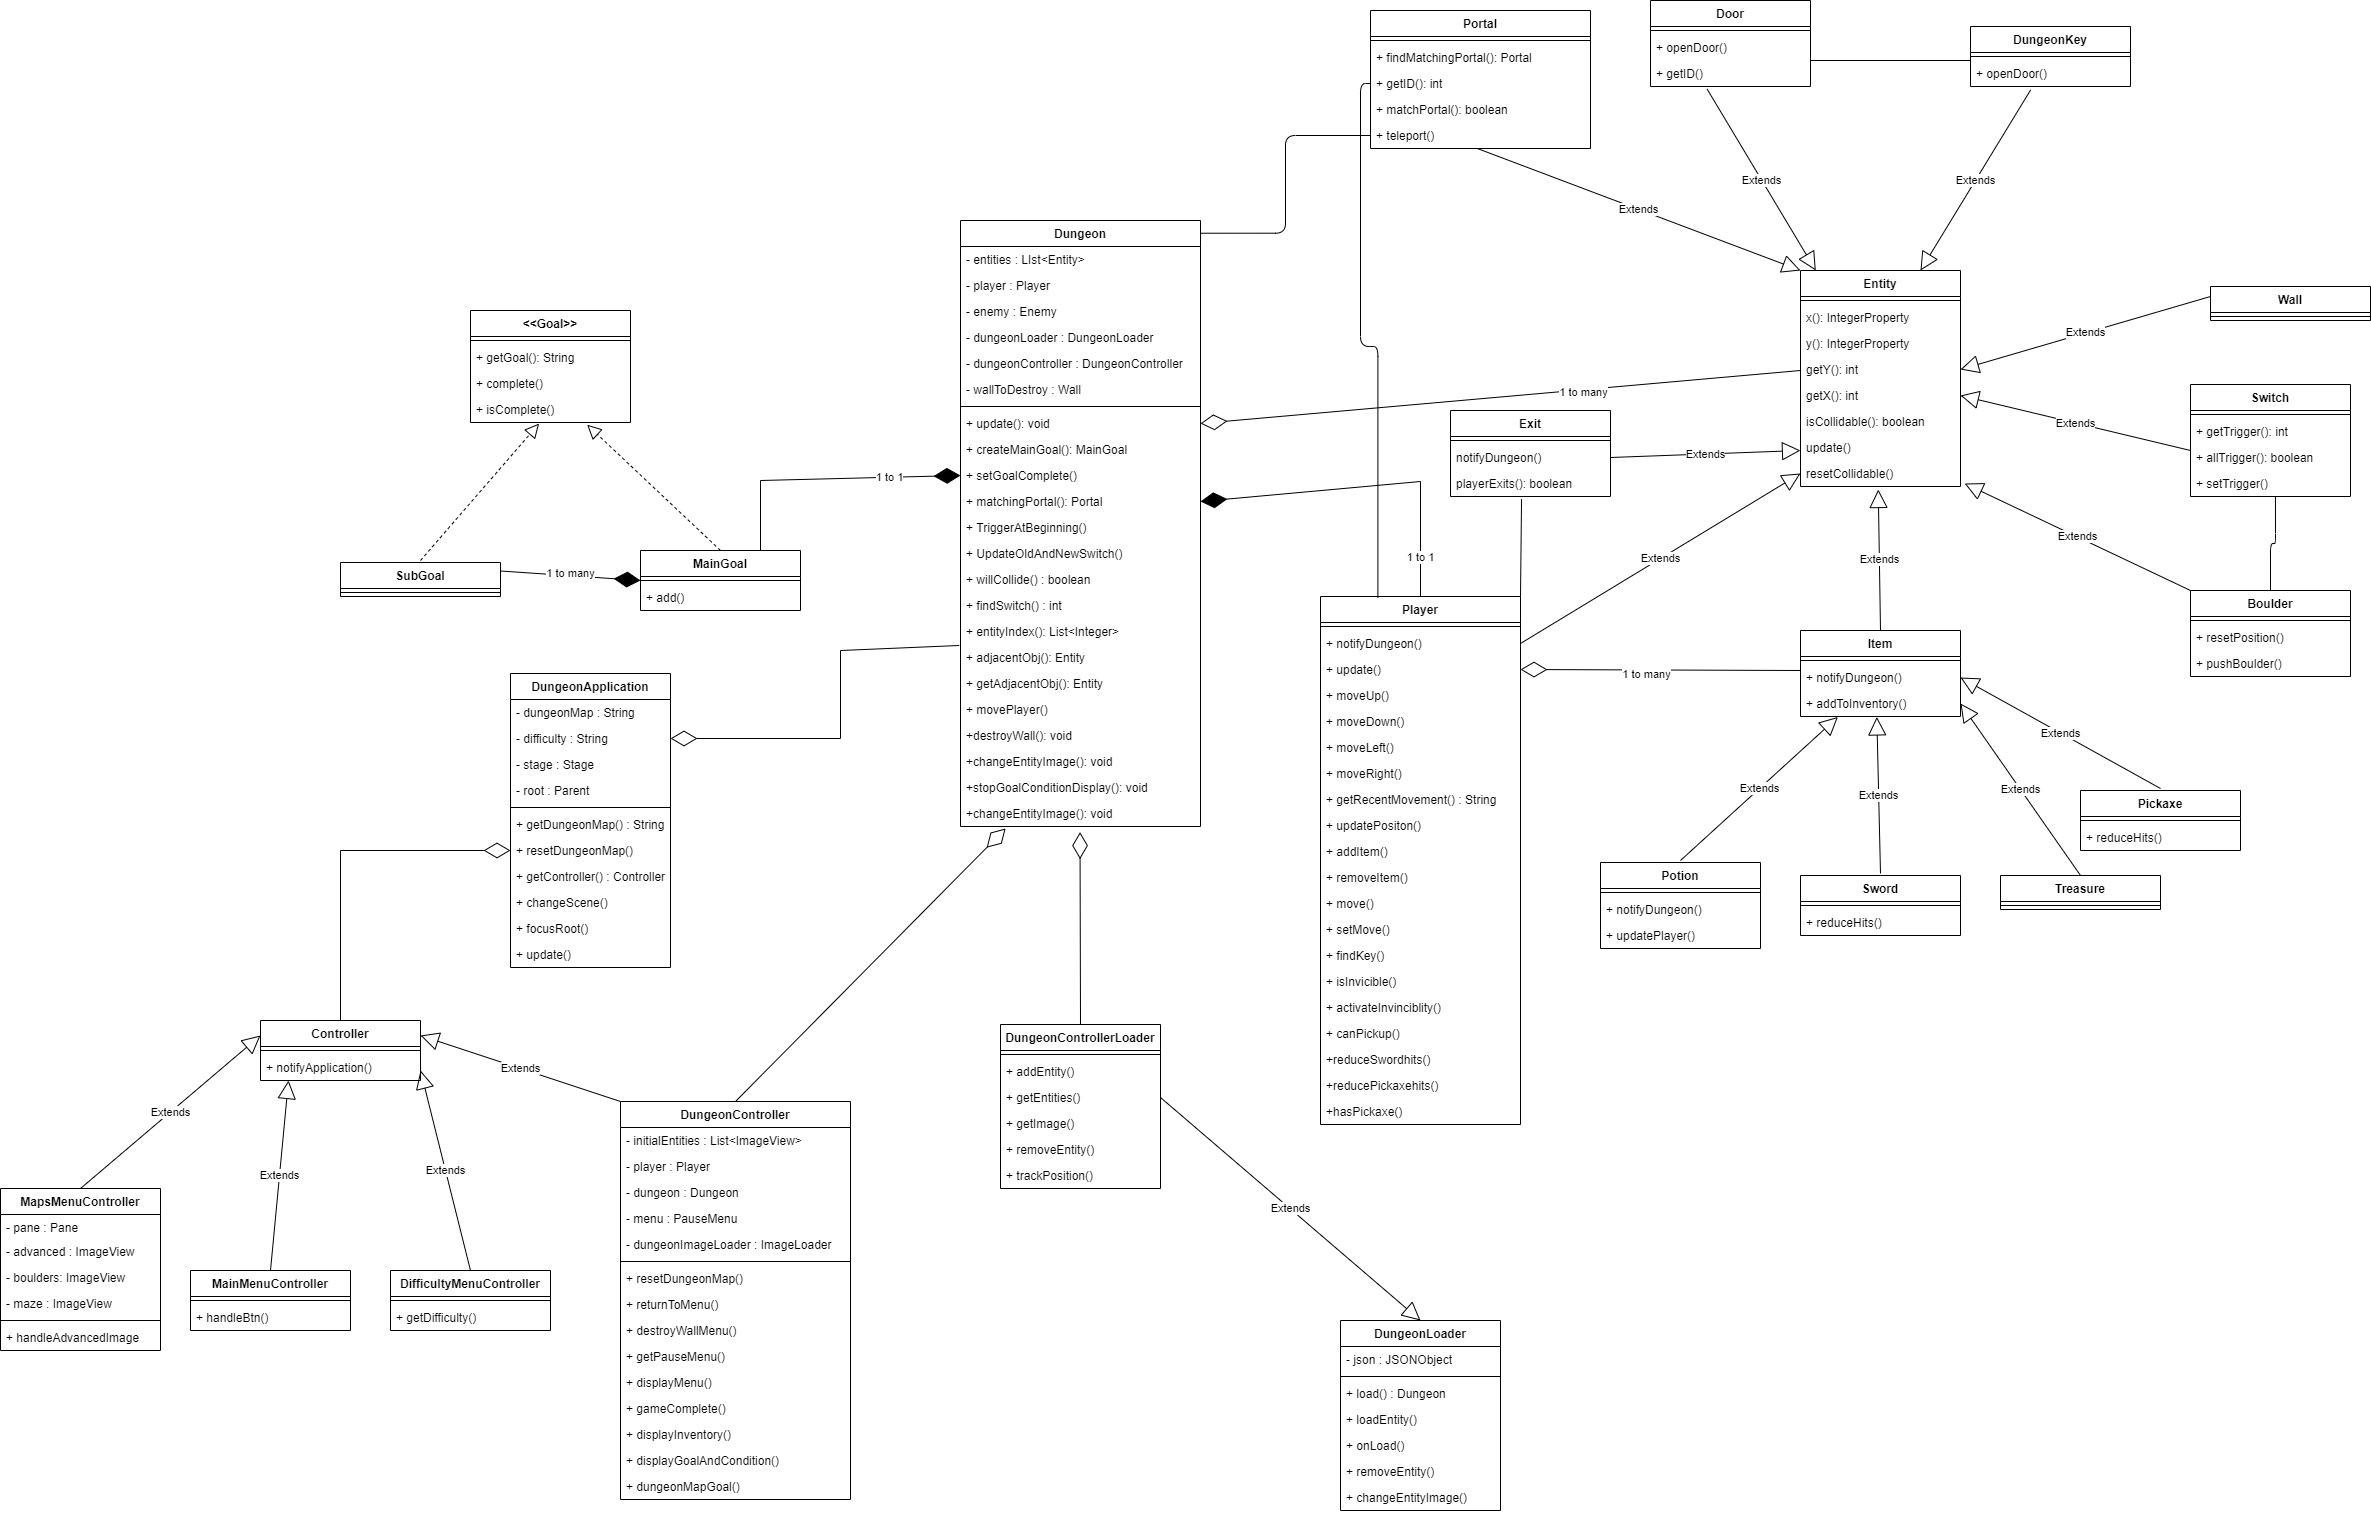 Portal
+ findMatchingPortal(): Portal
+ getID(): int
+ matchPortal(): boolean
+ teleport()
Door
+ openDoor()
+ getID()
DungeonKey
+ openDoor()
Extends
Extends
Extends
Dungeon
- entities : LIst<Entity>
- player : Player
- enemy : Enemy
- dungeonLoader : DungeonLoader
- dungeonController : DungeonController
- wallToDestroy : Wall
+ update(): void
+ createMainGoal(): MainGoal
+ setGoalComplete()
+ matchingPortal(): Portal
+ TriggerAtBeginning()
+ UpdateOldAndNewSwitch()
+ willCollide() : boolean
+ findSwitch() : int
+ entityIndex(): List<Integer>
+ adjacentObj(): Entity
+ getAdjacentObj(): Entity
+ movePlayer()
+destroyWall(): void
+changeEntityImage(): void
+stopGoalConditionDisplay(): void
+changeEntityImage(): void
Entity
x(): IntegerProperty
y(): IntegerProperty
getY(): int
getX(): int
isCollidable(): boolean
update()
resetCollidable()
Wall
Extends
Switch
+ getTrigger(): int
+ allTrigger(): boolean
+ setTrigger()
Extends
<<Goal>>
+ getGoal(): String
+ complete()
+ isComplete()
1 to many
Exit
notifyDungeon()
playerExits(): boolean
Extends
1 to 1
1 to 1
Extends
Extends
Extends
SubGoal
1 to many
MainGoal
+ add()
Boulder
+ resetPosition()
+ pushBoulder()
Player
+ notifyDungeon()
+ update()
+ moveUp()
+ moveDown()
+ moveLeft()
+ moveRight()
+ getRecentMovement() : String
+ updatePositon()
+ addItem()
+ removeItem()
+ move()
+ setMove()
+ findKey()
+ isInvicible()
+ activateInvinciblity()
+ canPickup()
+reduceSwordhits()
+reducePickaxehits()
+hasPickaxe()
1 to many
Item
+ notifyDungeon()
+ addToInventory()
Extends
Extends
Extends
Extends
Pickaxe
+ reduceHits()
Potion
+ notifyDungeon()
+ updatePlayer()
Sword
+ reduceHits()
Treasure
DungeonApplication
- dungeonMap : String
- difficulty : String
- stage : Stage
- root : Parent
+ getDungeonMap() : String
+ resetDungeonMap()
+ getController() : Controller
+ changeScene()
+ focusRoot()
+ update()
Controller
+ notifyApplication()
Extends
Extends
Extends
Extends
MapsMenuController
- pane : Pane
- advanced : ImageView
- boulders: ImageView
- maze : ImageView
+ handleAdvancedImage
MainMenuController
+ handleBtn()
DifficultyMenuController
+ getDifficulty()
DungeonController
- initialEntities : List<ImageView>
- player : Player
- dungeon : Dungeon
- menu : PauseMenu
- dungeonImageLoader : ImageLoader
+ resetDungeonMap()
+ returnToMenu()
+ destroyWallMenu()
+ getPauseMenu()
+ displayMenu()
+ gameComplete()
+ displayInventory()
+ displayGoalAndCondition()
+ dungeonMapGoal()
DungeonControllerLoader
+ addEntity()
+ getEntities()
+ getImage()
+ removeEntity()
+ trackPosition()
Extends
DungeonLoader
- json : JSONObject
+ load() : Dungeon
+ loadEntity()
+ onLoad()
+ removeEntity()
+ changeEntityImage()